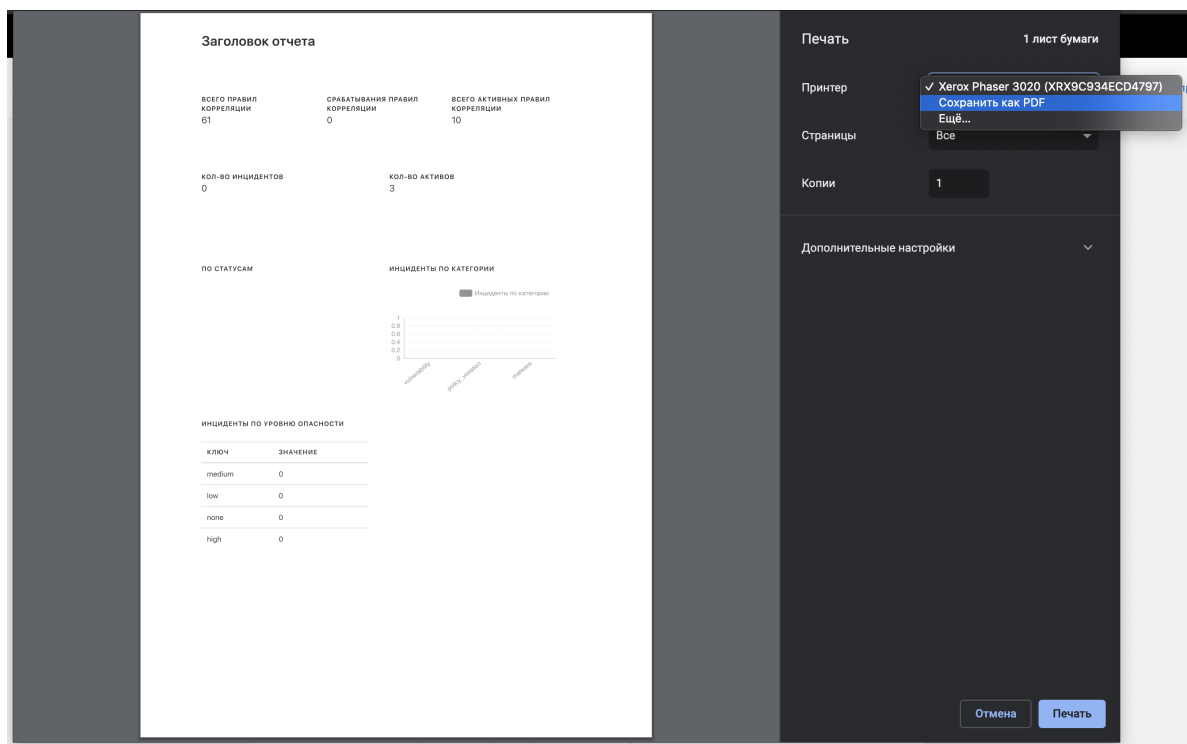 Заголовок отчета
ВСЕГО ПРАВИЛ
КОРРЕЛЯЦИИ
61
СРАБАТЫВАНИЯ ПРАВИЛ
КОРРЕЛЯЦИИ
0
ВСЕГО АКТИВНЫХ ПРАВИЛ
КОРРЕЛЯЦИИ
10
КОЛ-ВО ИНЦИДЕНТОВ
0
КОЛ-ВО АКТИВОВ
3
ПО СТАТУСАМ
ИНЦИДЕНТЫ ПО КАТЕГОРИИ
Инциденты по категории
1
0.8
0.6
0.4
0.2
0
vulnerability
policy_violation
malware
ИНЦИДЕНТЫ ПО УРОВНЮ ОПАСНОСТИ
КЛЮЧ ЗНАЧЕНИЕ
medium 0
low 0
none 0
high 0
Печать 1 лист бумаги
Принтер
✓ Xerox Phaser 3020 (XRX9C934ECD4797)
Сохранить как PDF
Ещё...
Страницы Все
Копии 1
Дополнительные настройки
Отмена Печать